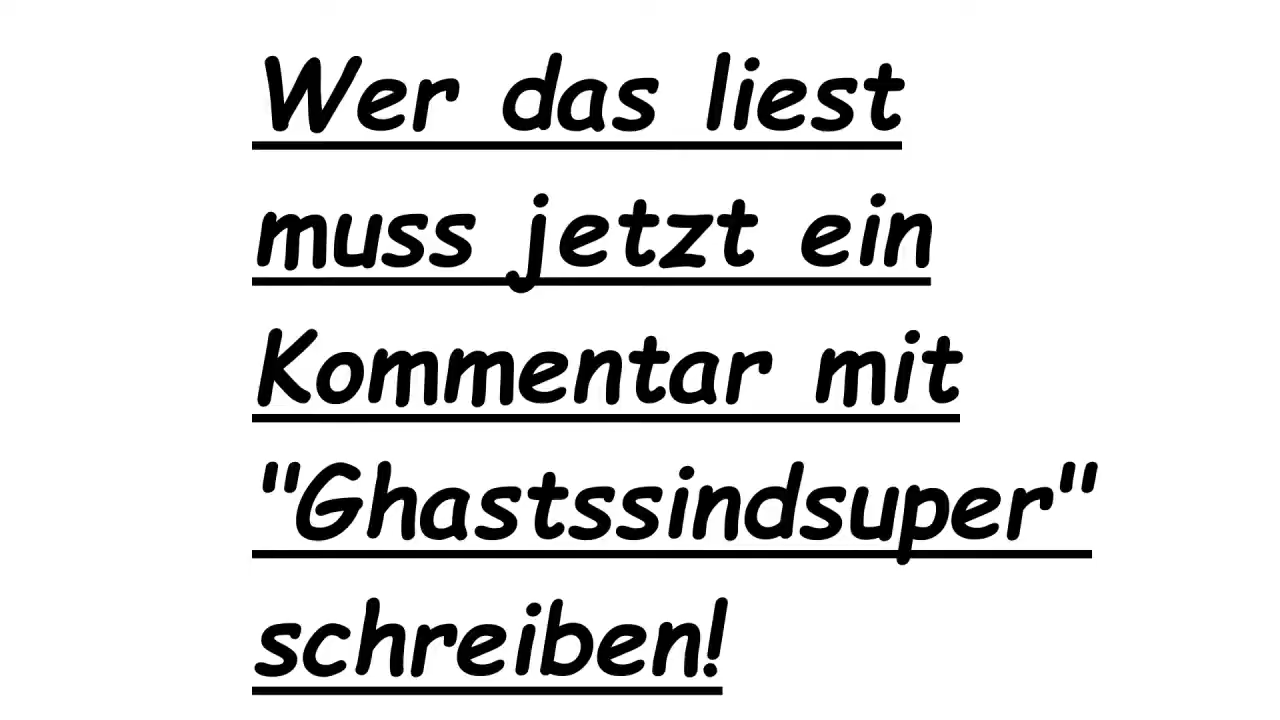 Wer das liest
muss jetzt ein
Kommentar mit
"Ghastssindsuper"
schreiben!